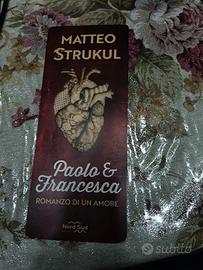 MATTEO
STRUKUL
Paolo &
Francesca
ROMANZO DI UN AMORE
Nord Sud
subito